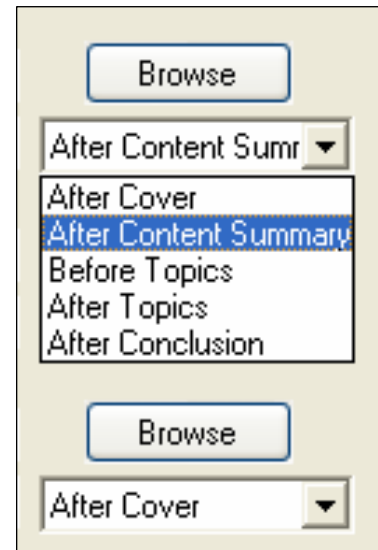 Browse
After Content Sumr
After Cover
After Content Summary
Before Topics
After Topics
After Conclusion
Browse
After Cover